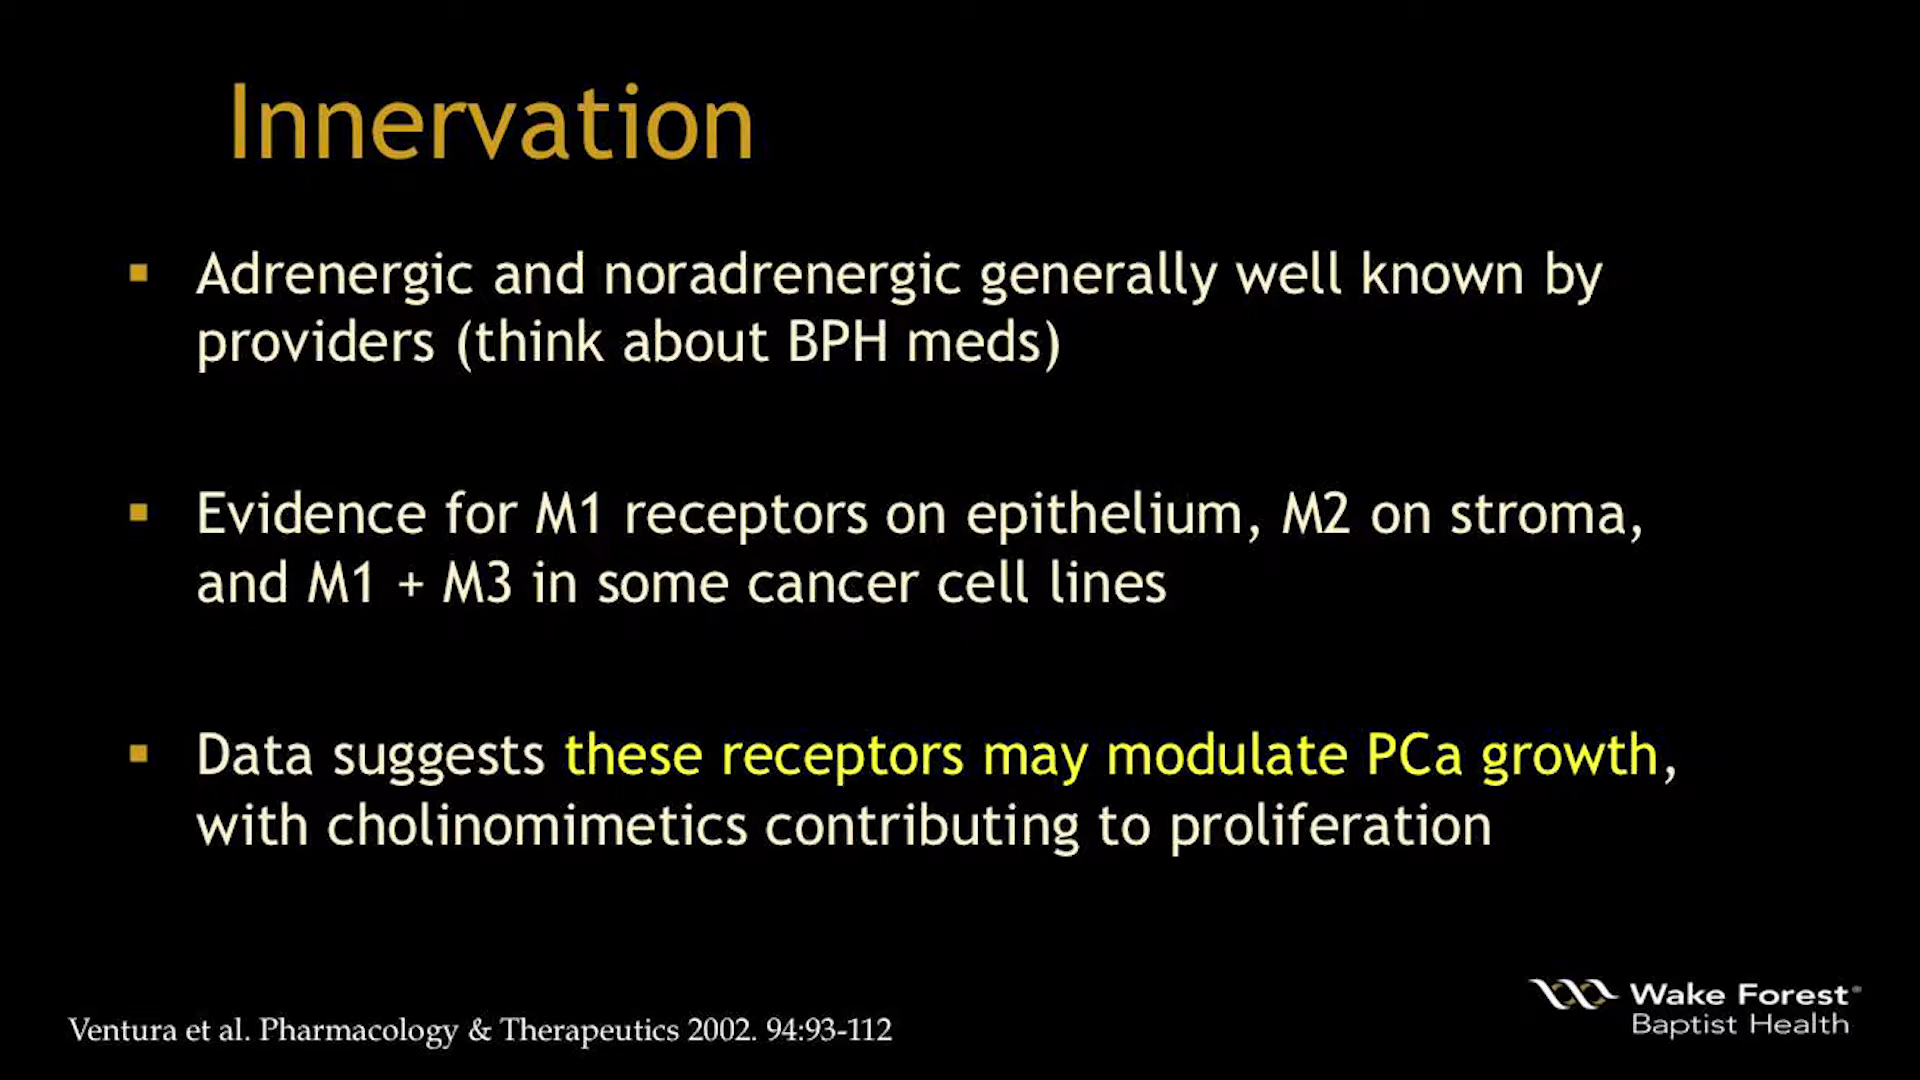 Innervation
▪ Adrenergic and noradrenergic generally well known by
providers (think about BPH meds)
▪ Evidence for M1 receptors on epithelium, M2 on stroma,
and M1 + M3 in some cancer cell lines
▪ Data suggests these receptors may modulate PCa growth,
with cholinomimetics contributing to proliferation
Ventura et al. Pharmacology & Therapeutics 2002. 94:93-112
Wake Forest®
Baptist Health